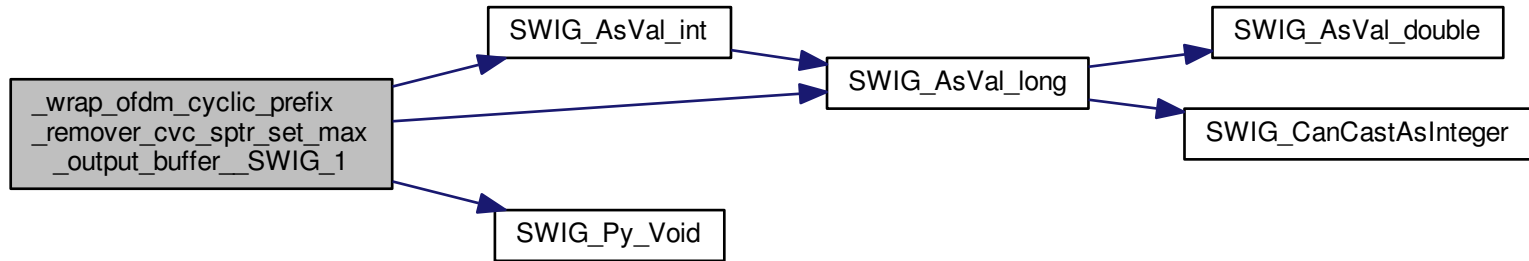 _wrap_ofdm_cyclic_prefix
_remover_cvc_sptr_set_max
_output_buffer__SWIG_1
SWIG_AsVal_int
SWIG_Py_Void
SWIG_AsVal_long
SWIG_AsVal_double
SWIG_CanCastAsInteger